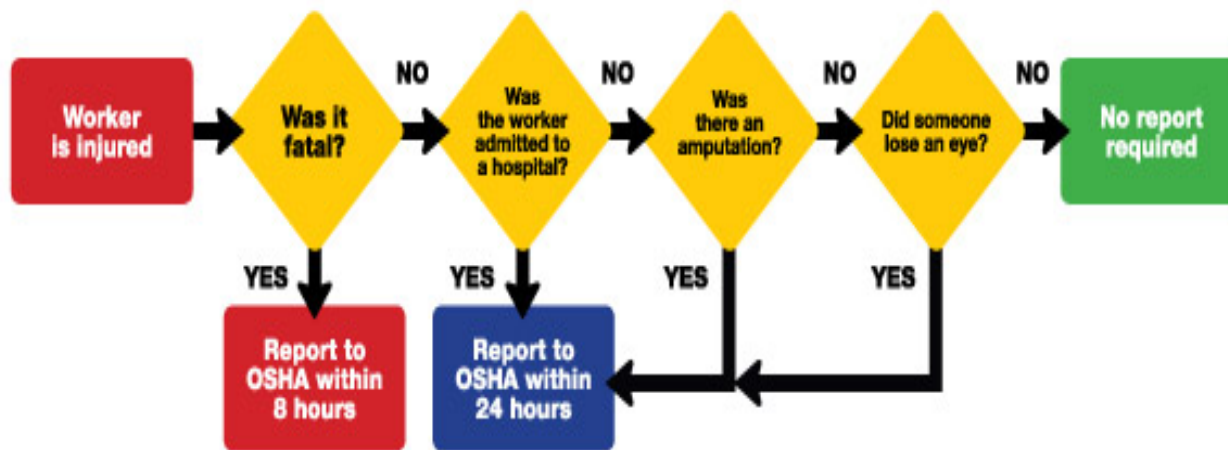 Worker
is injured
Was it
fatal?
NO
Was
the worker
admitted to
a hospital?
NO
Was
there an
amputation?
NO
Did someone
lose an eye?
NO
No report
required
YES
Report to
OSHA within
8 hours
YES
Report to
OSHA within
24 hours
YES
YES